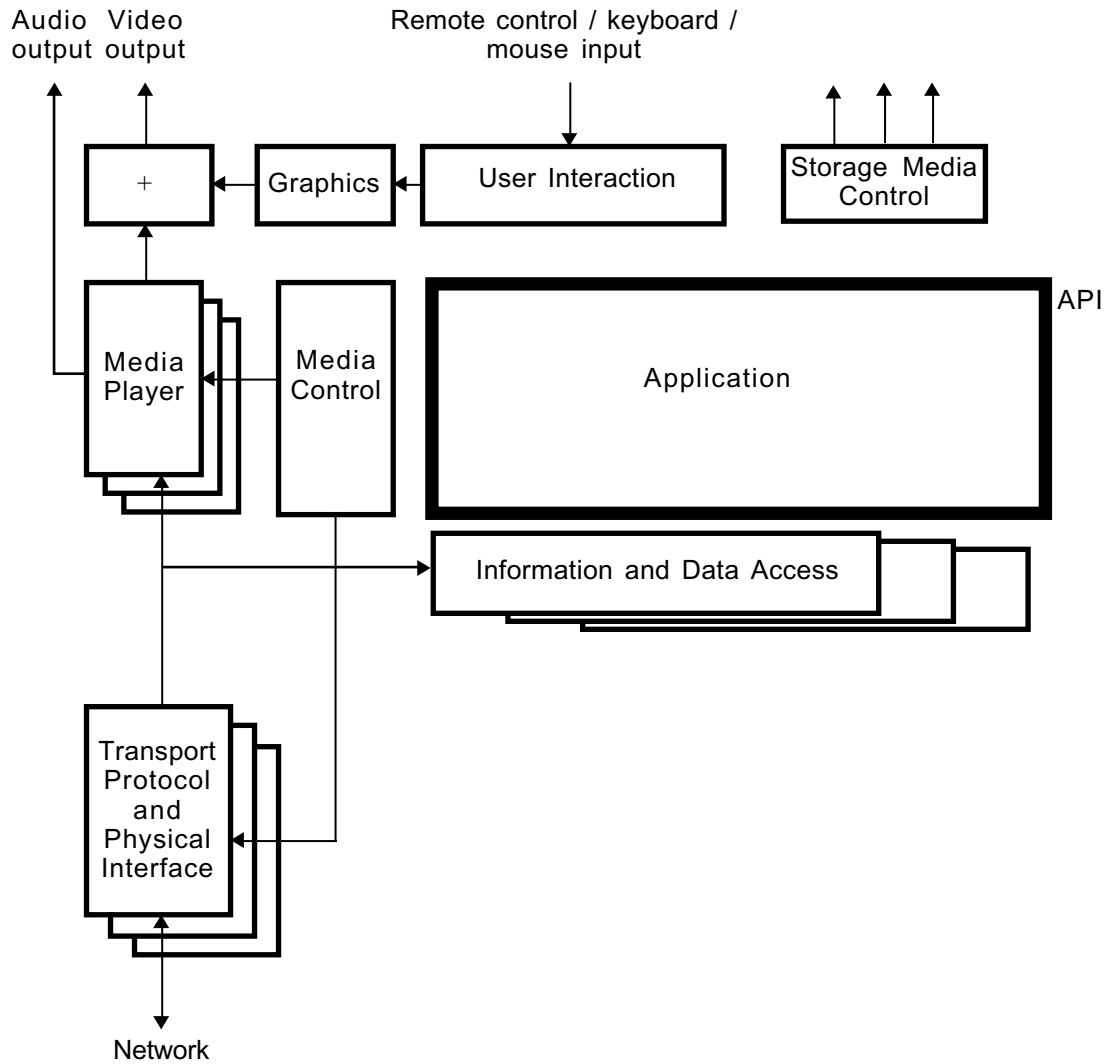 Audio Video
output output
Remote control / keyboard /
mouse input
+
Graphics
User Interaction
Storage Media
Control
API
Media
Player
Media
Control
Application
Information and Data Access
Transport
Protocol
and
Physical
Interface
Network